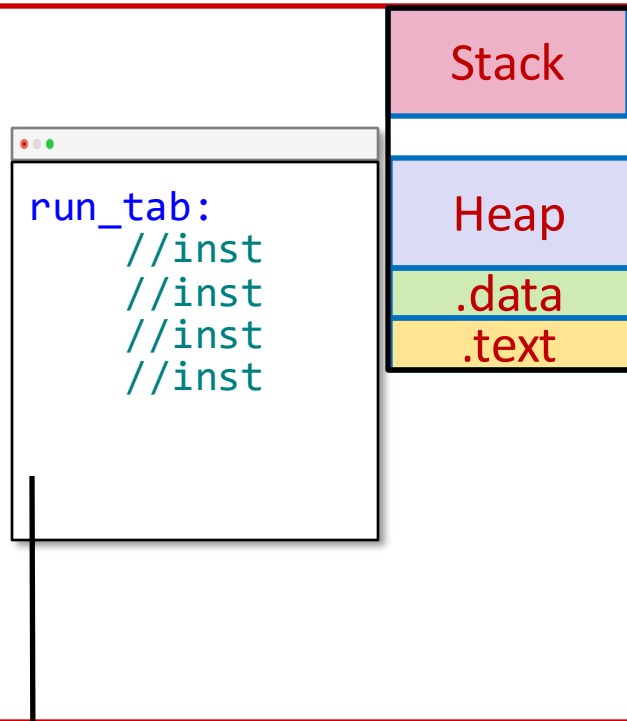 Stack
run_tab:
//inst
//inst
//inst
//inst
Heap
.data
.text